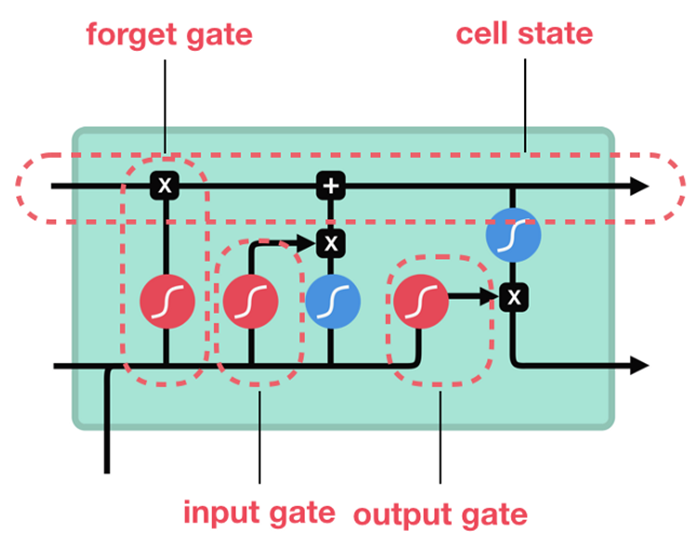 forget gate
cell state
X
+
X
X
input gate
output gate